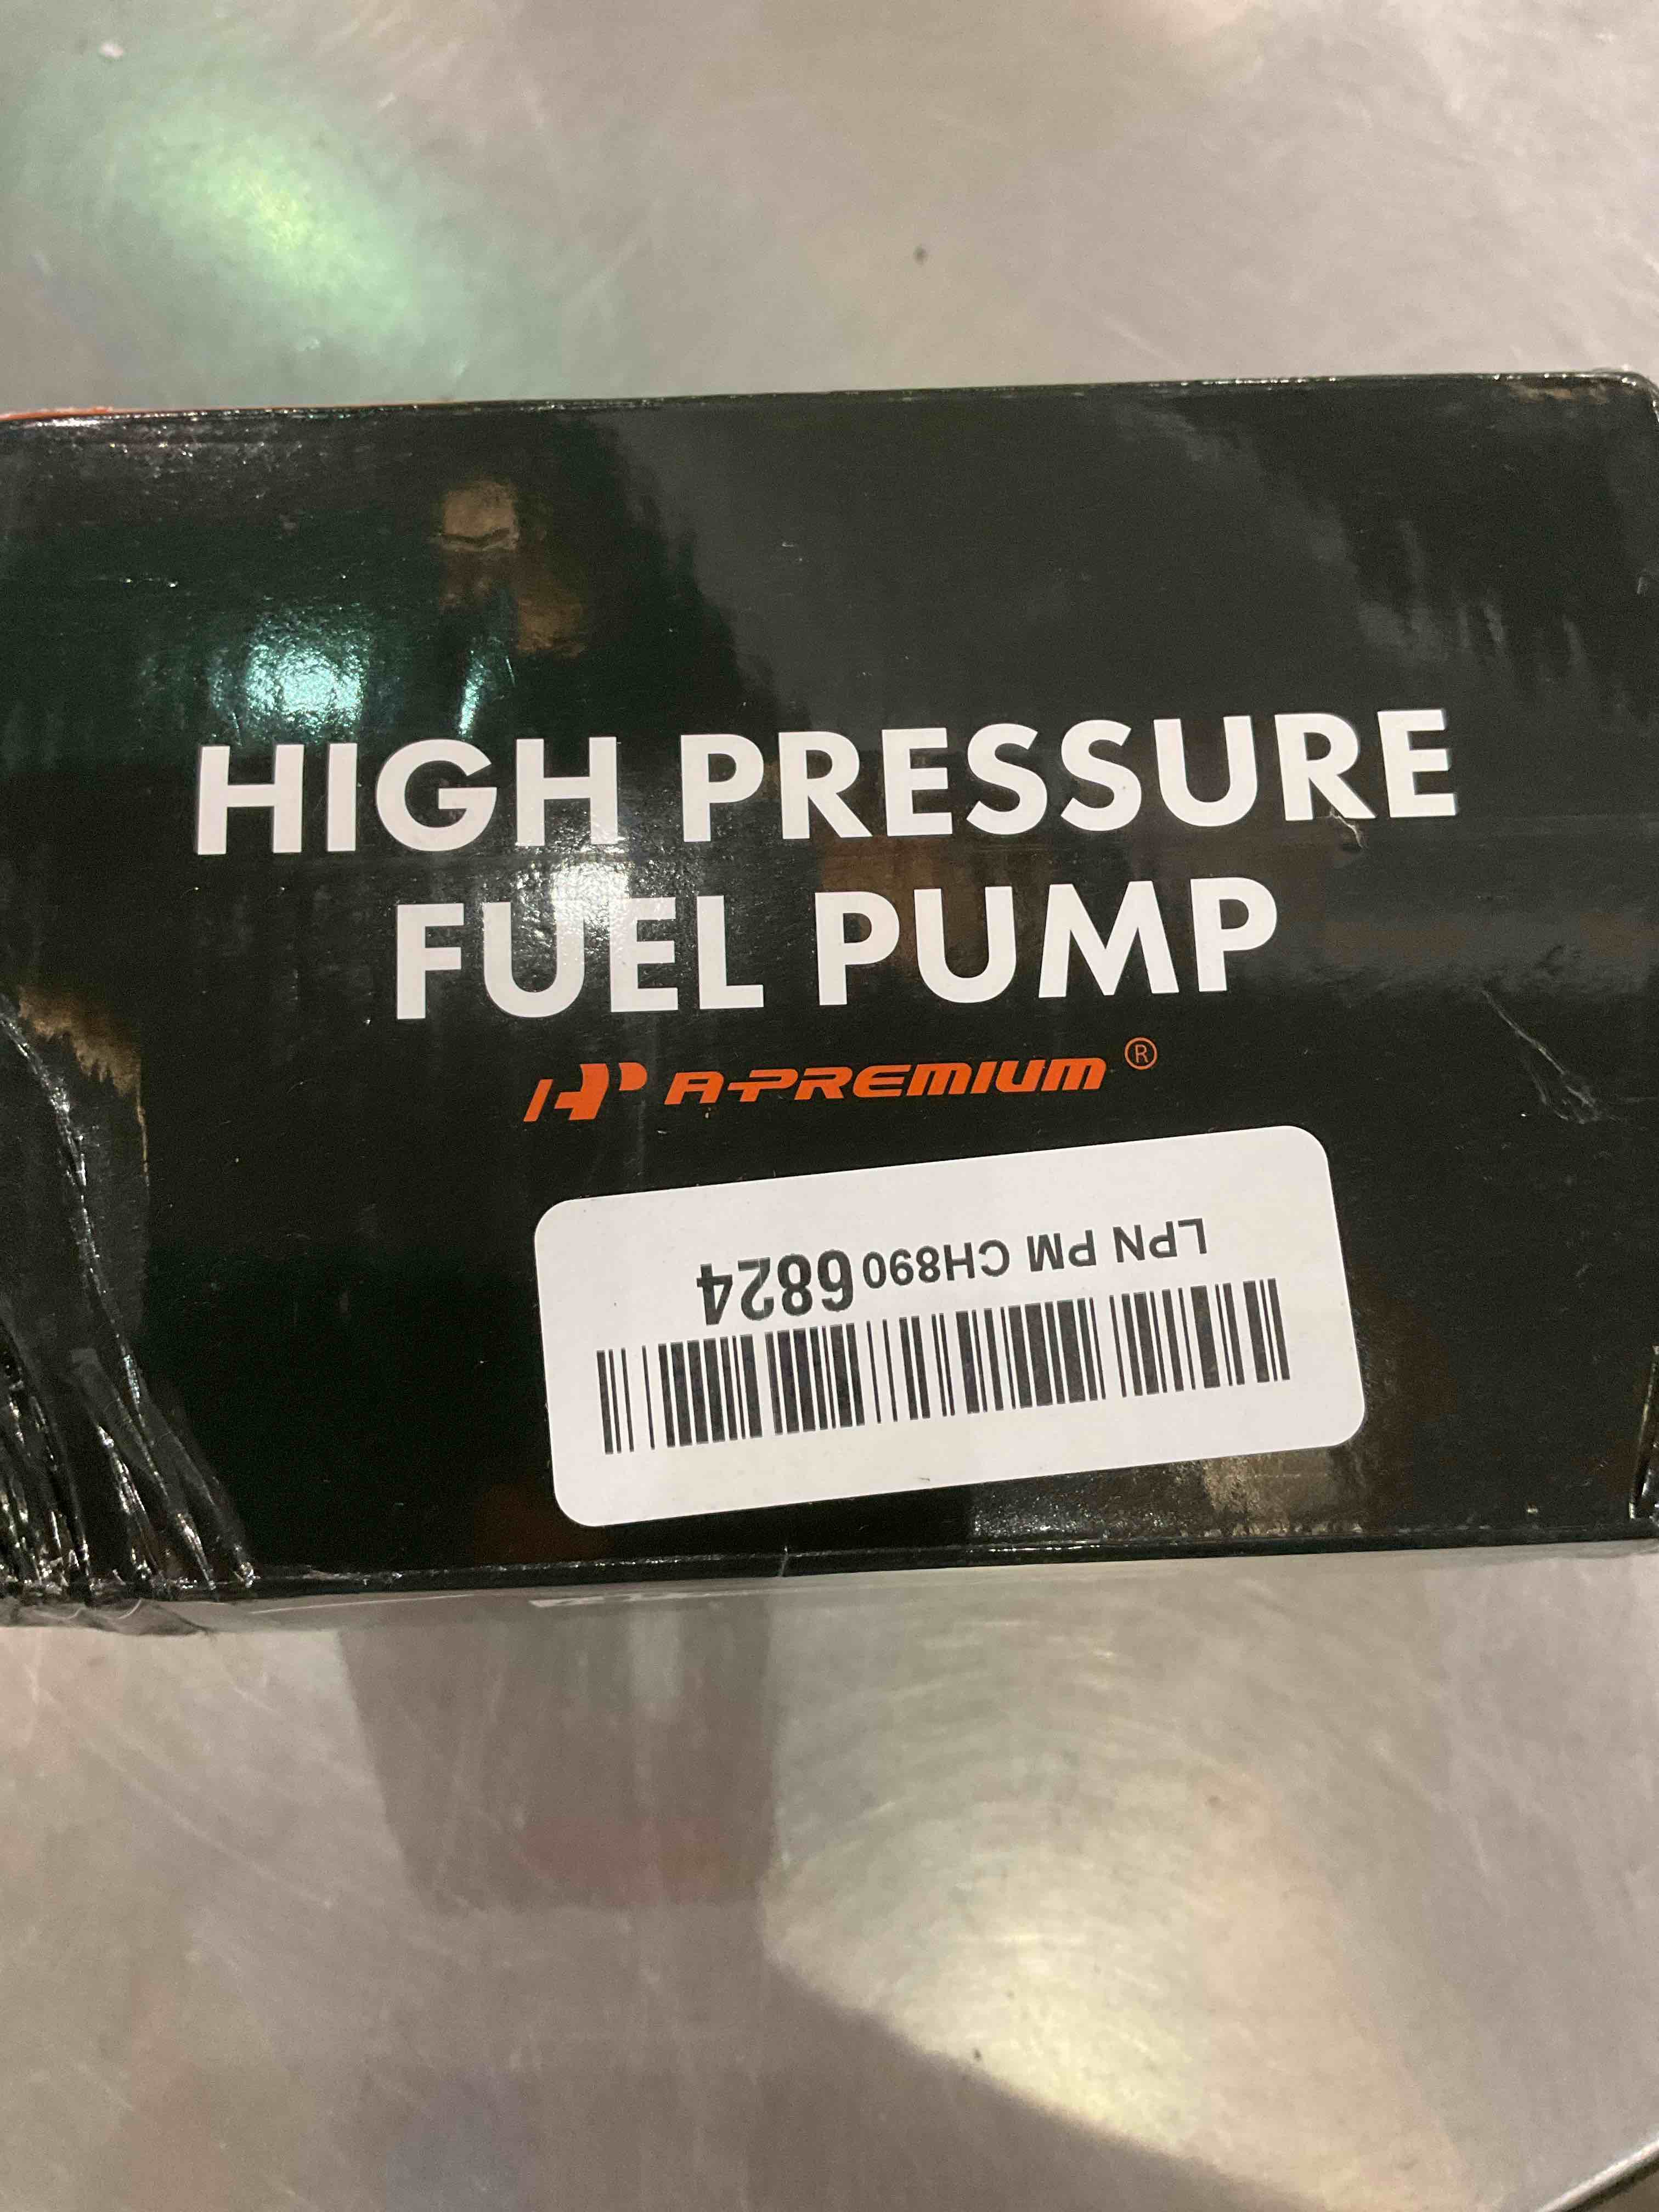 HIGH PRESSURE
FUEL PUMP
A-PREMIUM ®
LPN PM CH890 6824